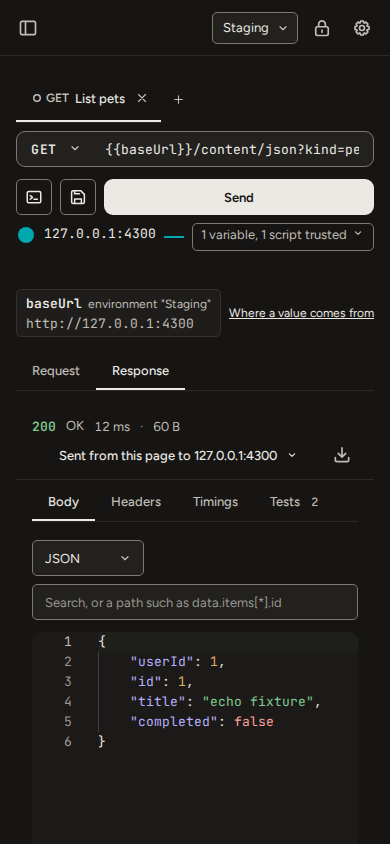 Staging
GET List pets
GET {{baseUrl}}/content/json?kind=pe
Send
127.0.0.1:4300 1 variable, 1 script trusted
baseUrl environment "Staging"
http://127.0.0.1:4300
Where a value comes from
Request Response
200 OK 12 ms · 60 B
Sent from this page to 127.0.0.1:4300
Body Headers Timings Tests 2
JSON
Search, or a path such as data.items[*].id
1 {
2 "userId": 1,
3 "id": 1,
4 "title": "echo fixture",
5 "completed": false
6 }